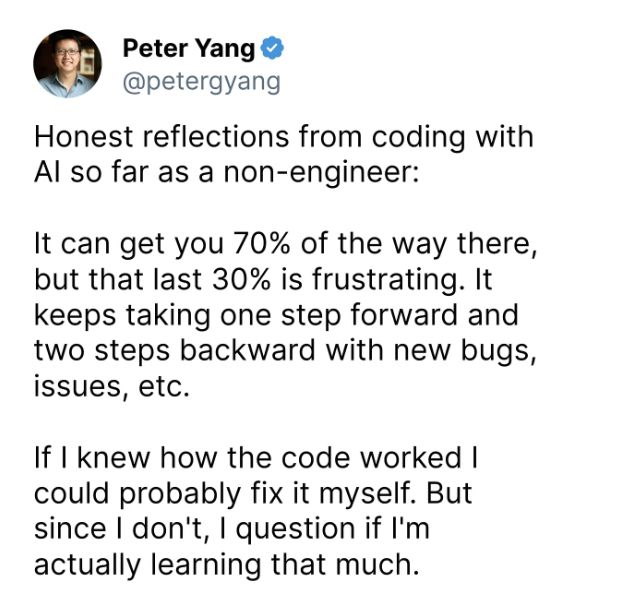 Peter Yang
@petergyang
Honest reflections from coding with
AI so far as a non-engineer:
It can get you 70% of the way there,
but that last 30% is frustrating. It
keeps taking one step forward and
two steps backward with new bugs,
issues, etc.
If I knew how the code worked I
could probably fix it myself. But
since I don't, I question if I'm
actually learning that much.